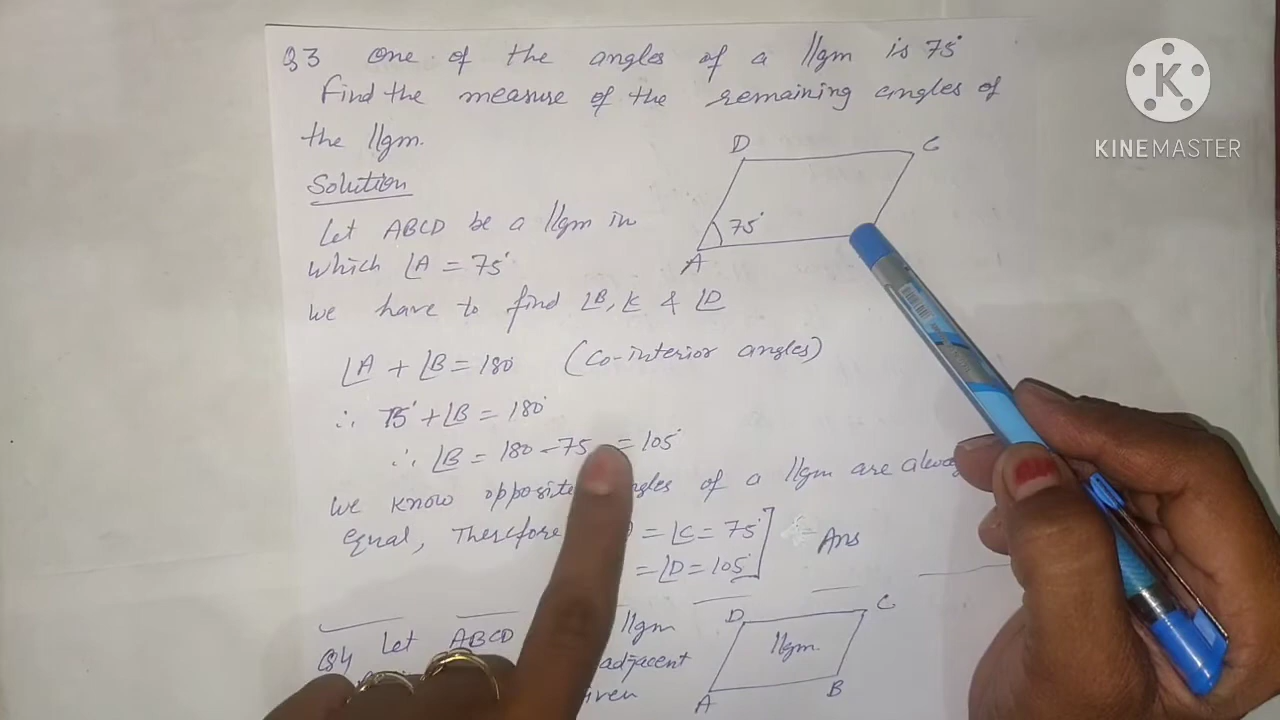 Q3 One of the angles of a llgm is 75°
Find the measure of the remaining angles of
the llgm.
D C
75°
A
Solution
Let ABCD be a llgm in
which ∠A = 75°
We have to find ∠B, ∠C & ∠D
∠A + ∠B = 180° (Co-interior angles)
∴ 75° + ∠B = 180°
∴ ∠B = 180 - 75 = 105°
We know opposite of a llgm are
equal, Therefore = ∠C = 75° Ans
= ∠D = 105°
Q4 Let ABCD llgm
adjacent
D C
llgm.
A B
K
KINEMASTER